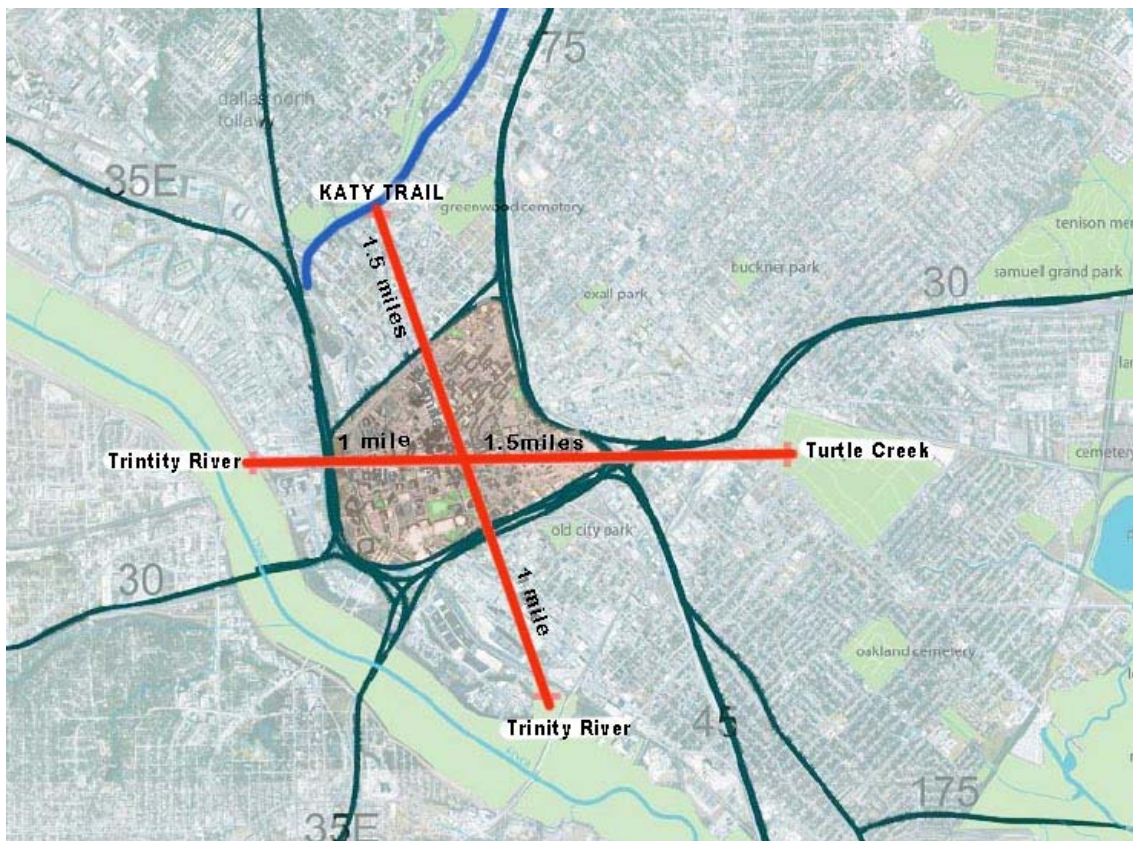 75
dallas north
tollway
35E
KATY TRAIL
greenwood cemetery
tenison me
1.5 miles
buckner park
samuell grand park
30
exall park
1 mile
1.5miles
Trintity River
Turtle Creek
cemetery
old city park
30
1 mile
oakland cemetery
Trinity River
45
175
35E